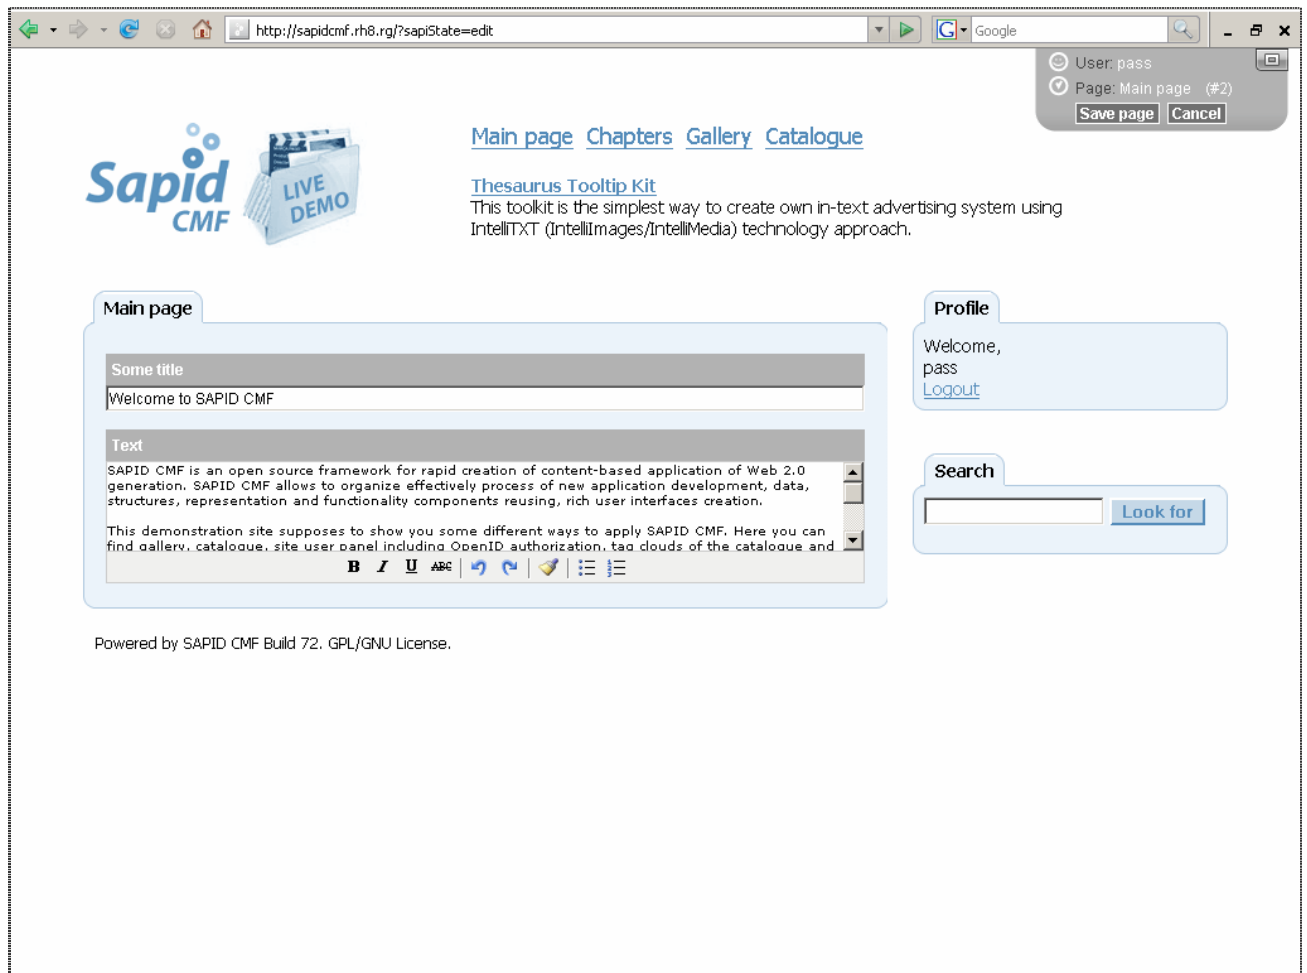 http://sapidcmf.rh8.rg/?sapiState=edit
G Google
User: pass
Page: Main page (#2)
Save page Cancel
Sapid
CMF
LIVE
DEMO
Main page Chapters Gallery Catalogue
Thesaurus Tooltip Kit
This toolkit is the simplest way to create own in-text advertising system using
IntelliTXT (IntelliImages/IntelliMedia) technology approach.
Main page
Some title
Welcome to SAPID CMF
Text
SAPID CMF is an open source framework for rapid creation of content-based application of Web 2.0
generation. SAPID CMF allows to organize effectively process of new application development, data,
structures, representation and functionality components reusing, rich user interfaces creation.
This demonstration site supposes to show you some different ways to apply SAPID CMF. Here you can
find gallery, catalogue, site user panel including OpenID authorization, tag clouds of the catalogue and
B I U ABC
Profile
Welcome,
pass
Logout
Search
Look for
Powered by SAPID CMF Build 72. GPL/GNU License.